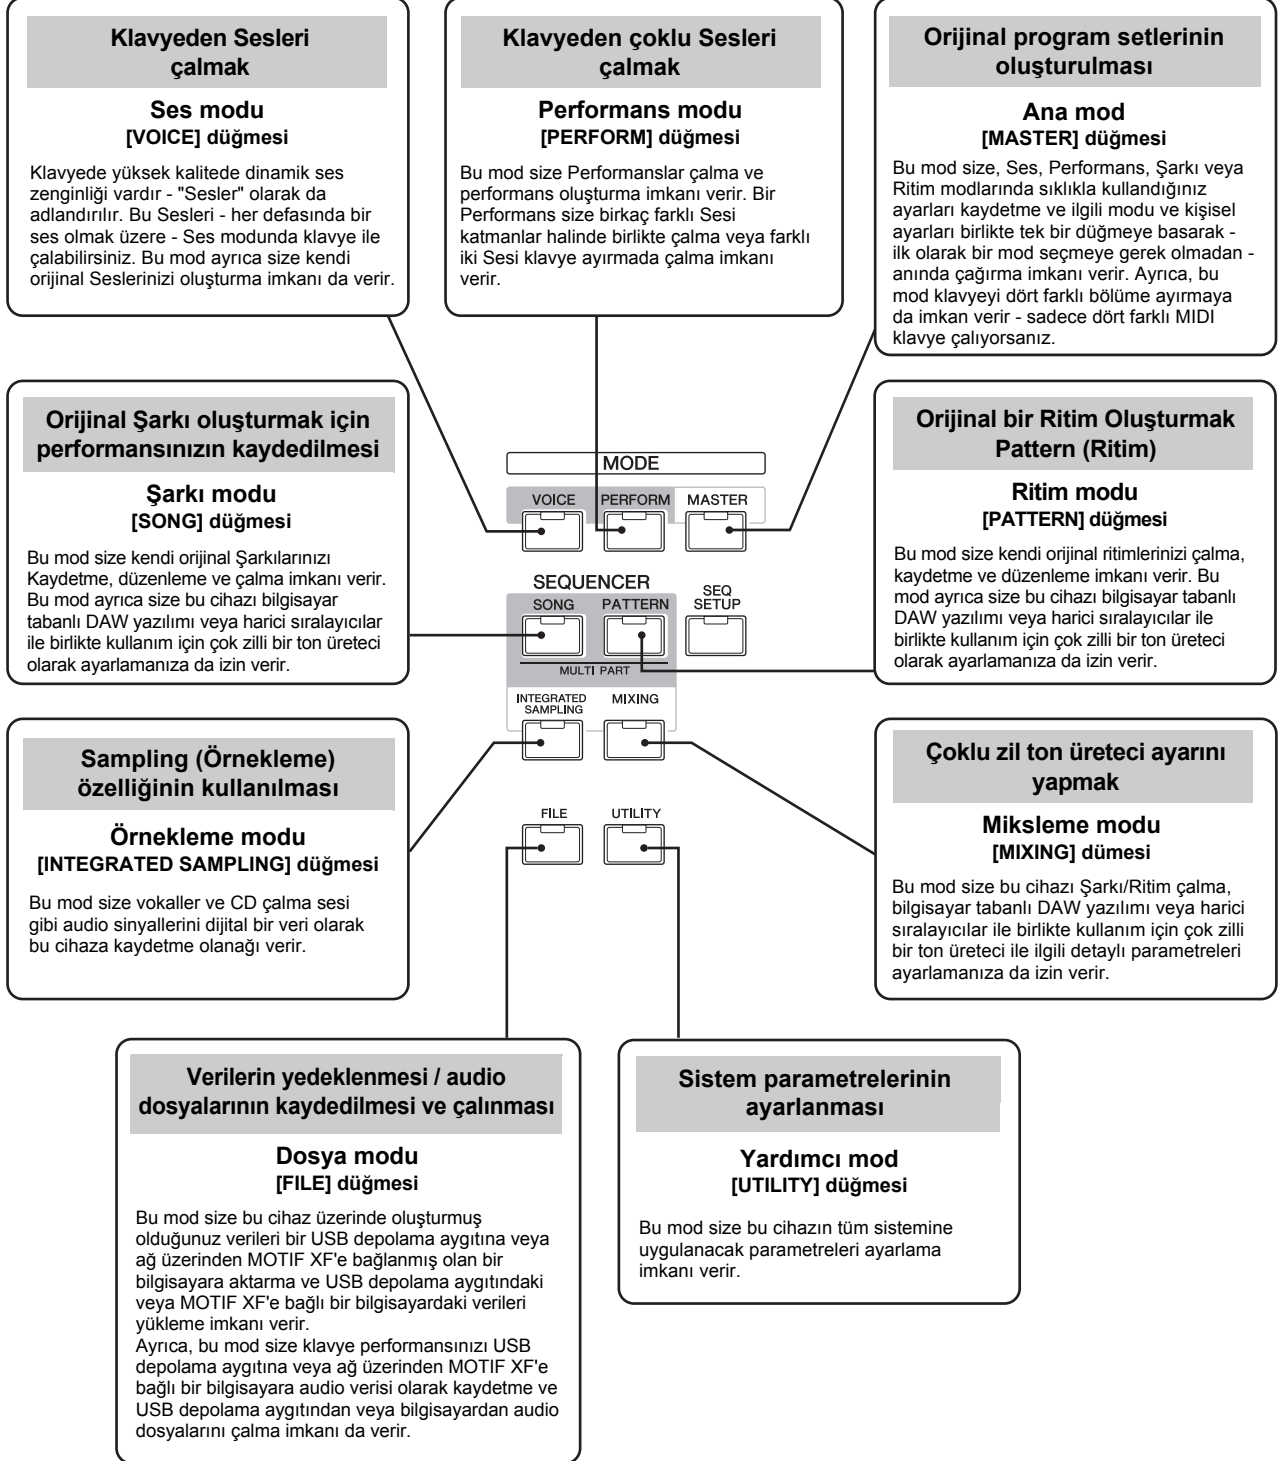 Klavyeden Sesleri
çalmak
Ses modu
[VOICE] düğmesi
Klavyede yüksek kalitede dinamik ses
zenginliği vardır - "Sesler" olarak da
adlandırılır. Bu Sesleri - her defasında bir
ses olmak üzere - Ses modunda klavye ile
çalabilirsiniz. Bu mod ayrıca size kendi
orijinal Seslerinizi oluşturma imkanı da verir.
Klavyeden çoklu Sesleri
çalmak
Performans modu
[PERFORM] düğmesi
Bu mod size Performanslar çalma ve
performans oluşturma imkanı verir. Bir
Performans size birkaç farklı Sesi
katmanlar halinde birlikte çalma veya farklı
iki Sesi klavye ayırmada çalma imkanı
verir.
Orijinal program setlerinin
oluşturulması
Ana mod
[MASTER] düğmesi
Bu mod size, Ses, Performans, Şarkı veya
Ritim modlarında sıklıkla kullandığınız
ayarları kaydetme ve ilgili modu ve kişisel
ayarları birlikte tek bir düğmeye basarak -
ilk olarak bir mod seçmeye gerek olmadan -
anında çağırma imkanı verir. Ayrıca, bu
mod klavyeyi dört farklı bölüme ayırmaya
da imkan verir - sadece dört farklı MIDI
klavye çalıyorsanız.
Orijinal Şarkı oluşturmak için
performansınızın kaydedilmesi
Şarkı modu
[SONG] düğmesi
Bu mod size kendi orijinal Şarkılarınızı
Kaydetme, düzenleme ve çalma imkanı verir.
Bu mod ayrıca size bu cihazı bilgisayar
tabanlı DAW yazılımı veya harici sıralayıcılar
ile birlikte kullanım için çok zilli bir ton üreteci
olarak ayarlamanıza da izin verir.
MODE
VOICE PERFORM MASTER
SEQUENCER
SONG PATTERN
SEQ
SETUP
MULTI PART
INTEGRATED
SAMPLING
MIXING
FILE UTILITY
Orijinal bir Ritim Oluşturmak
Pattern (Ritim)
Ritim modu
[PATTERN] düğmesi
Bu mod size kendi orijinal ritimlerinizi çalma,
kaydetme ve düzenleme imkanı verir. Bu
mod ayrıca size bu cihazı bilgisayar tabanlı
DAW yazılımı veya harici sıralayıcılar ile
birlikte kullanım için çok zilli bir ton üreteci
olarak ayarlamanıza da izin verir.
Sampling (Örnekleme)
özelliğinin kullanılması
Örnekleme modu
[INTEGRATED SAMPLING] düğmesi
Bu mod size vokaller ve CD çalma sesi
gibi audio sinyallerini dijital bir veri olarak
bu cihaza kaydetme olanağı verir.
Çoklu zil ton üreteci ayarını
yapmak
Miksleme modu
[MIXING] dümesi
Bu mod size bu cihazı Şarkı/Ritim çalma,
bilgisayar tabanlı DAW yazılımı veya harici
sıralayıcılar ile birlikte kullanım için çok zilli
bir ton üreteci ile ilgili detaylı parametreleri
ayarlamanıza da izin verir.
Verilerin yedeklenmesi / audio
dosyalarının kaydedilmesi ve çalınması
Dosya modu
[FILE] düğmesi
Bu mod size bu cihaz üzerinde oluşturmuş
olduğunuz verileri bir USB depolama aygıtına veya
ağ üzerinden MOTIF XF'e bağlanmış olan bir
bilgisayara aktarma ve USB depolama aygıtındaki
veya MOTIF XF'e bağlı bir bilgisayardaki verileri
yükleme imkanı verir.
Ayrıca, bu mod size klavye performansınızı USB
depolama aygıtına veya ağ üzerinden MOTIF XF'e
bağlı bir bilgisayara audio verisi olarak kaydetme ve
USB depolama aygıtından veya bilgisayardan audio
dosyalarını çalma imkanı da verir.
Sistem parametrelerinin
ayarlanması
Yardımcı mod
[UTILITY] düğmesi
Bu mod size bu cihazın tüm sistemine
uygulanacak parametreleri ayarlama
imkanı verir.